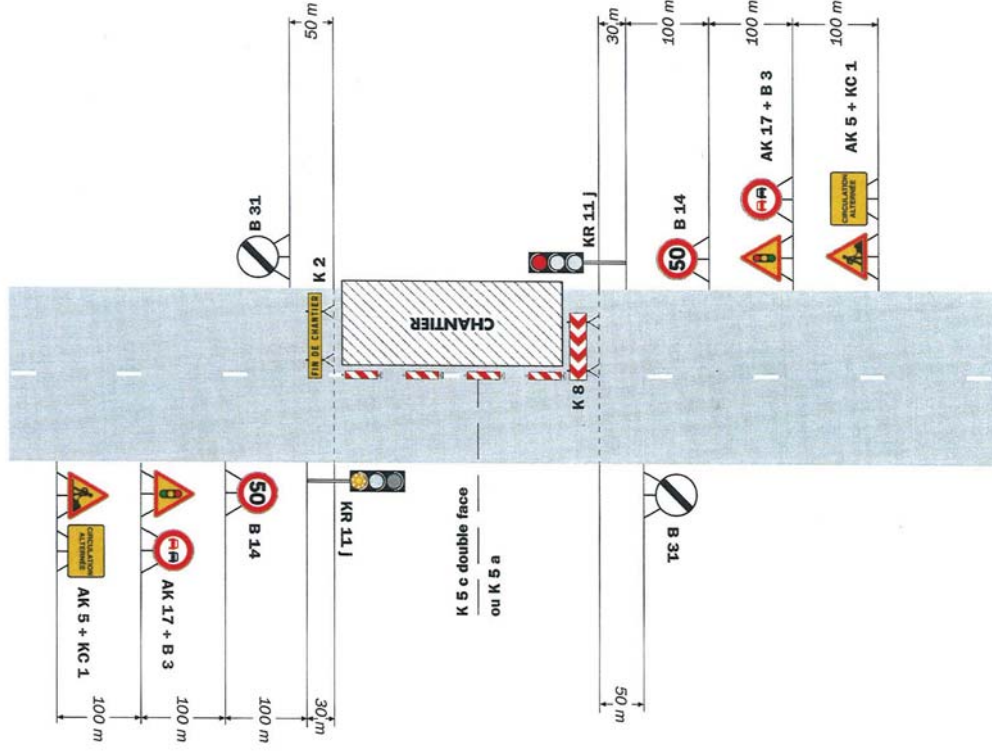 50 m
B 31
K 2
FIN DE CHANTIER
CHANTIER
K 8
KR 11 j
30 m
B 14
50
100 m
AK 17 + B 3
100 m
CIRCULATION
ALTERNÉE
AK 5 + KC 1
100 m
CIRCULATION
ALTERNÉE
AK 5 + KC 1
100 m
AK 17 + B 3
100 m
50
B 14
100 m
KR 11 j
30 m
K 5 c double face
ou K 5 a
B 31
50 m